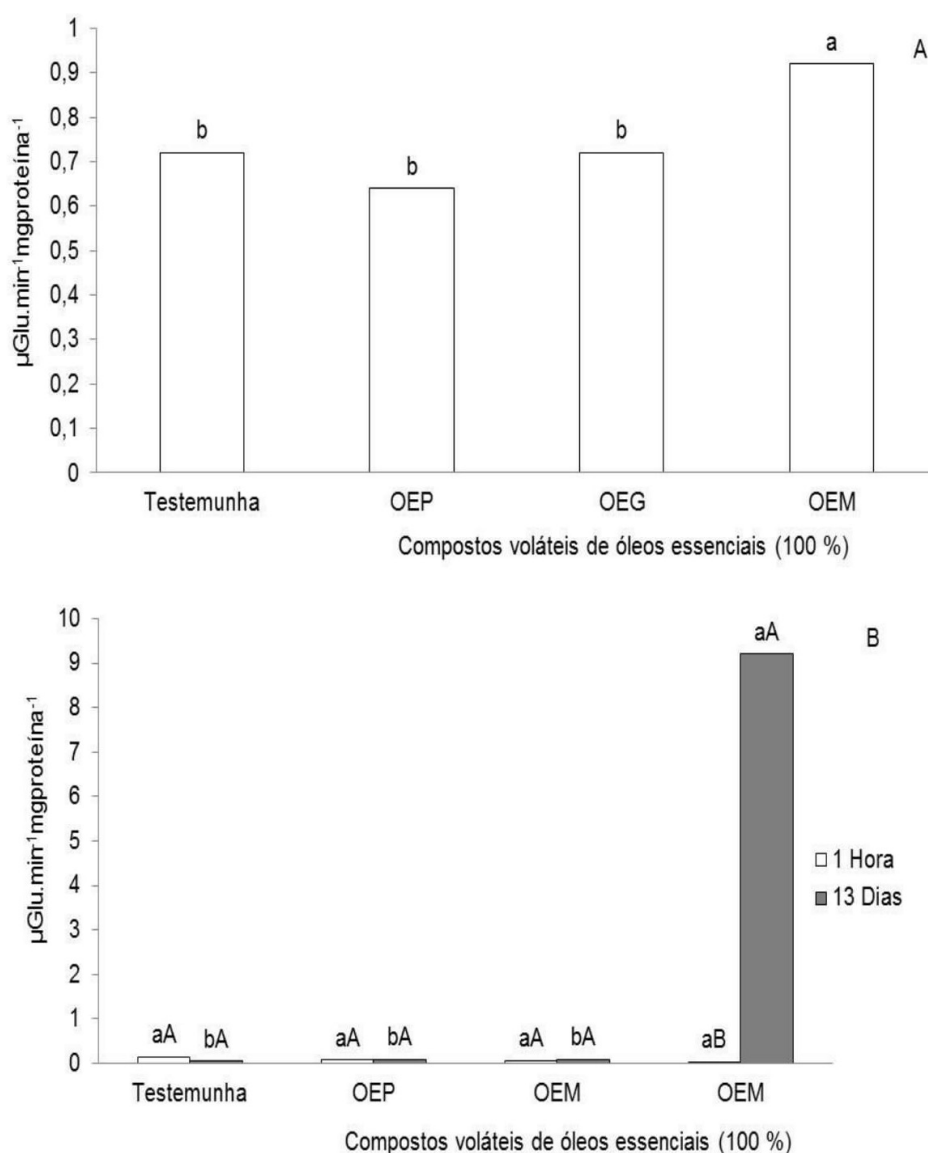 A
1
0,9
0,8
0,7
0,6
0,5
0,4
0,3
0,2
0,1
0
µGlu.min-¹mgproteína-¹
b
b
b
a
Testemunha OEP OEG OEM
Compostos voláteis de óleos essenciais (100 %)
B
10
9
8
7
6
5
4
3
2
1
0
µGlu.min-¹mgproteína-¹
aA bA aA bA aA bA aB aA
1 Hora
13 Dias
Testemunha OEP OEM OEM
Compostos voláteis de óleos essenciais (100 %)